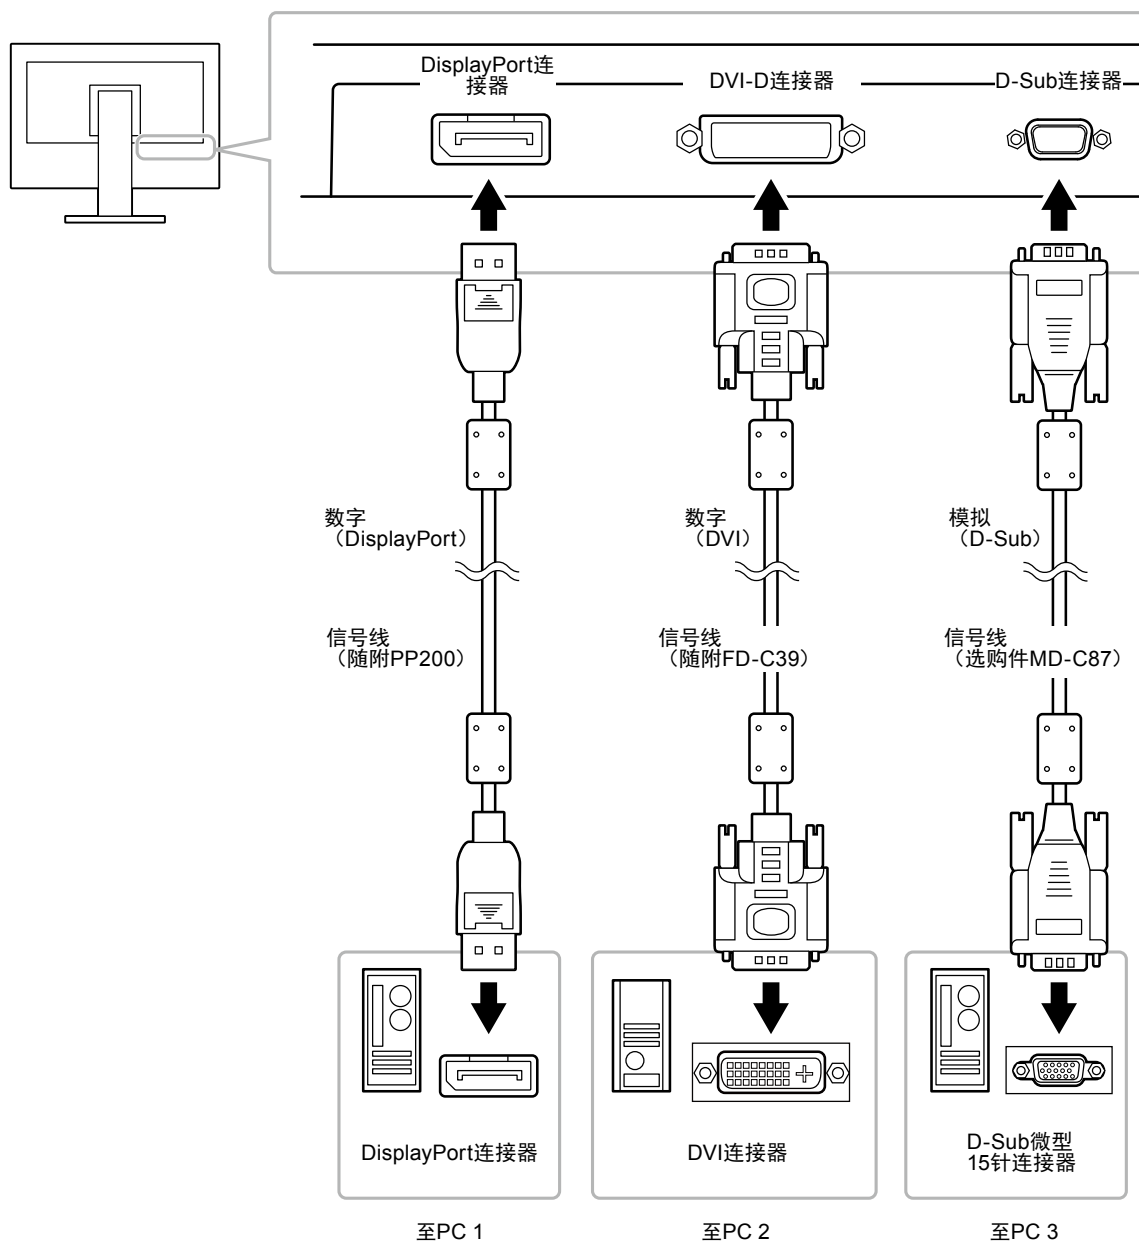 DisplayPort连
接器
DVI-D连接器
D-Sub连接器
数字
（DisplayPort）
数字
（DVI）
模拟
（D-Sub）
信号线
（随附PP200）
信号线
（随附FD-C39）
信号线
（选购件MD-C87）
DisplayPort连接器
DVI连接器
D-Sub微型
15针连接器
至PC 1
至PC 2
至PC 3